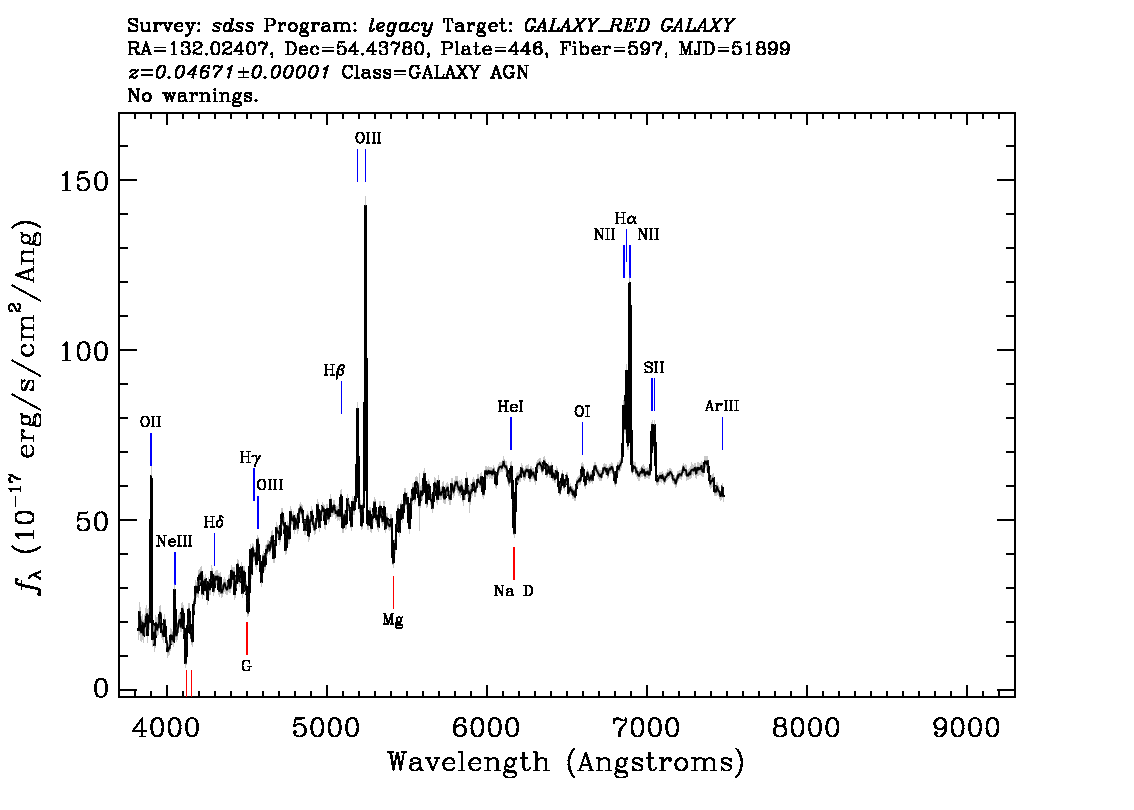 Survey: sdss Program: legacy Target: GALAXY_RED GALAXY
RA=132.02407, Dec=54.43780, Plate=446, Fiber=597, MJD=51899
z=0.04671±0.00001 Class=GALAXY AGN
No warnings.
OIII
150
Hα
NII NII
100
Hβ
SII
OII
HeI
OI
ArIII
Hγ
OIII
50
Hδ
NeIII
Na D
Mg
G
0
4000 5000 6000 7000 8000 9000
Wavelength (Angstroms)
f_λ (10⁻¹⁷ erg/s/cm²/Ang)